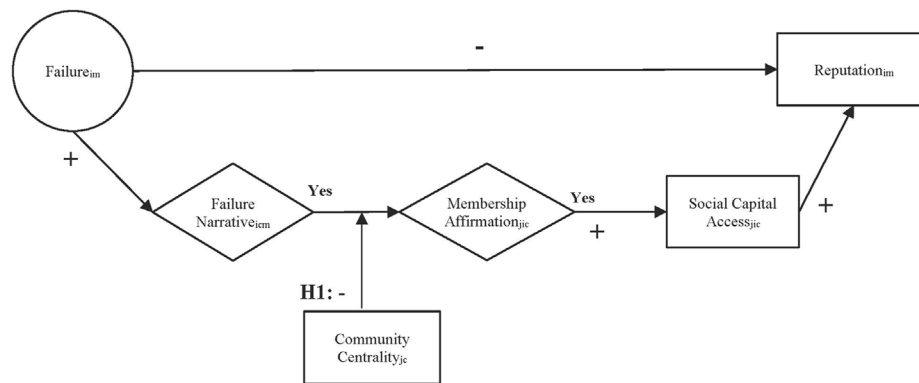 -
Failureim
Reputationim
+
Failure
Narrativeicm
Yes
Membership
Affirmationjic
Yes
+
Social Capital
Accessjic
+
H1: -
Community
Centralityjc